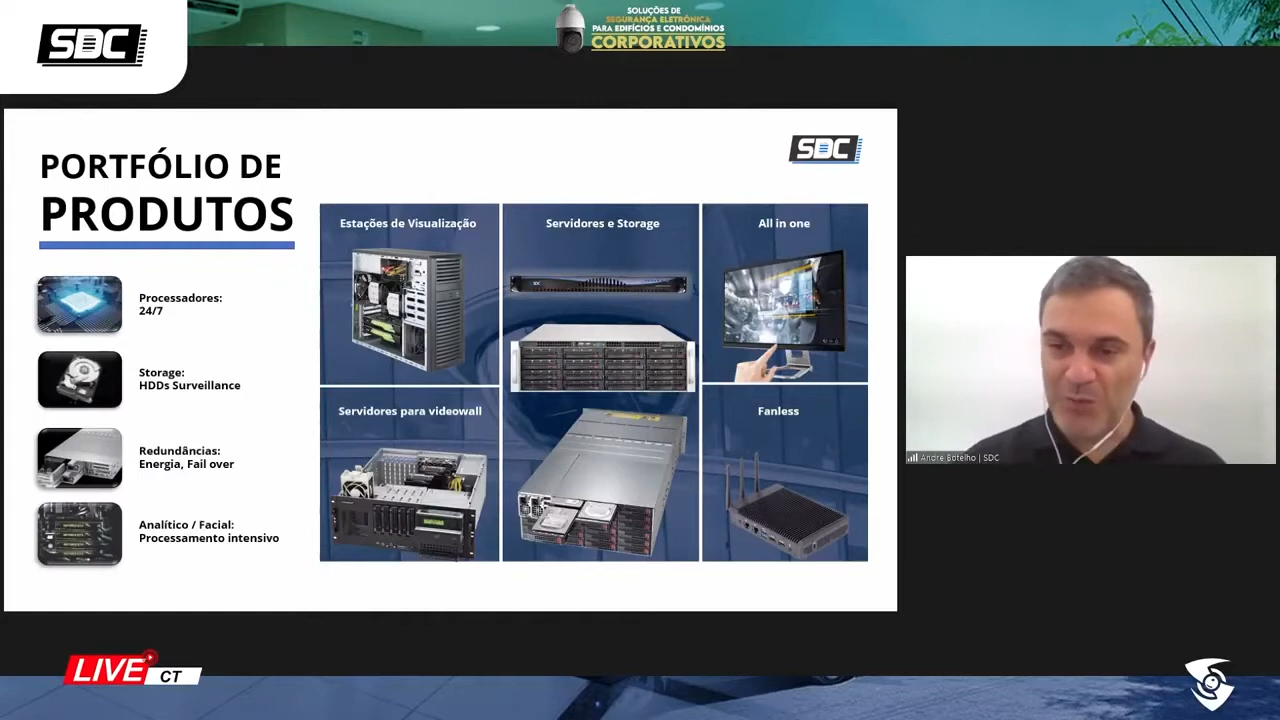 SDC
SOLUÇÕES DE
SEGURANÇA ELETRÔNICA
PARA EDIFÍCIOS E CONDOMÍNIOS
CORPORATIVOS
PORTFÓLIO DE
PRODUTOS
SDC
Processadores:
24/7
Storage:
HDDs Surveillance
Redundâncias:
Energia, Fail over
Analítico / Facial:
Processamento intensivo
Estações de Visualização
Servidores e Storage
All in one
SDC
Servidores para videowall
Fanless
Andre Botelho | SDC
LIVE
CT